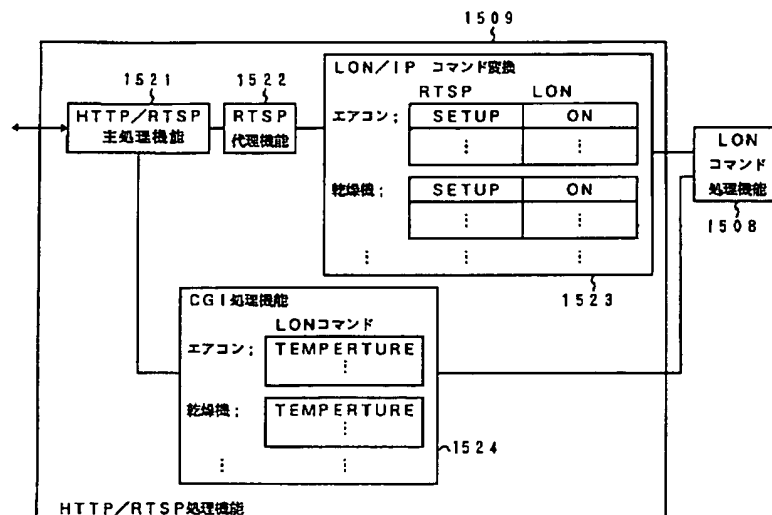 1509
1521
1522
HTTP/RTSP
主処理機能
RTSP
代理機能
LON/IP コマンド変換
RTSP LON
エアコン; SETUP ON
⋮ ⋮
乾燥機; SETUP ON
⋮ ⋮
⋮ ⋮ ⋮
1523
LON
コマンド
処理機能
1508
CGI処理機能
LONコマンド
エアコン; TEMPERTURE
⋮
乾燥機; TEMPERTURE
⋮
⋮ ⋮
1524
HTTP/RTSP処理機能